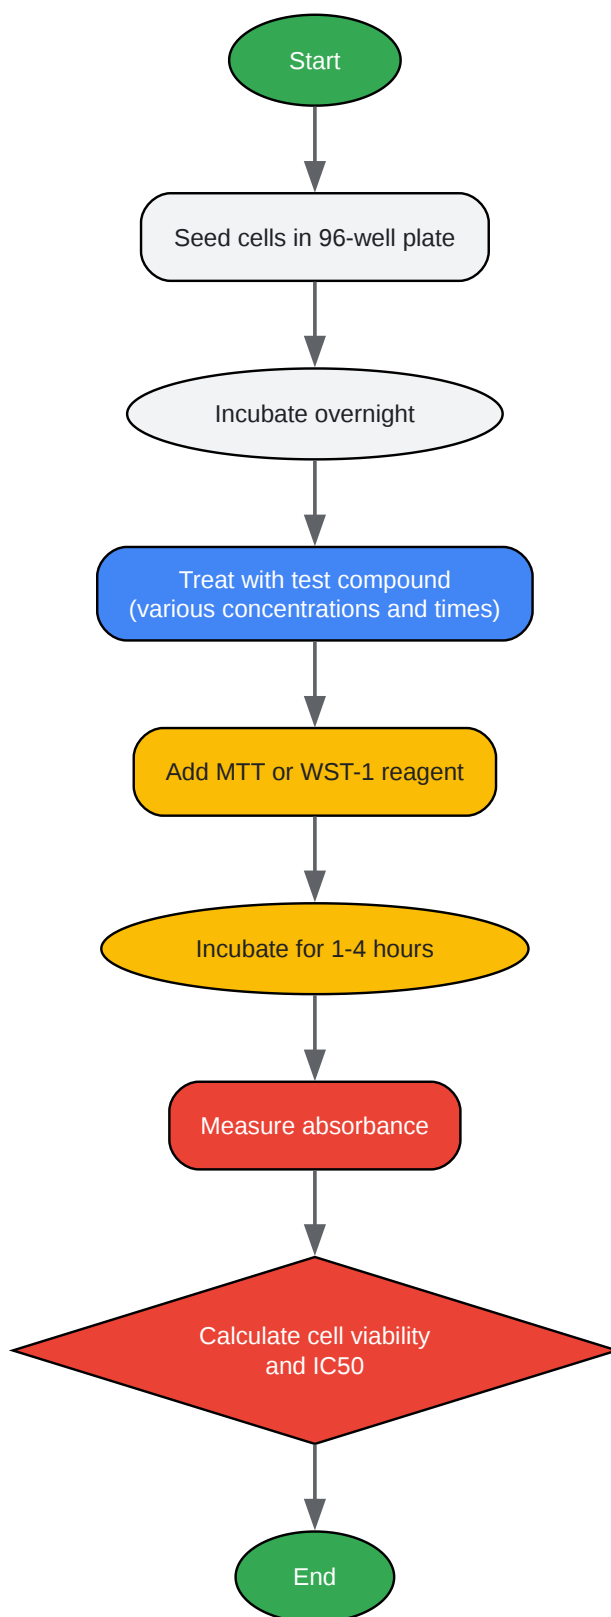 Start
Seed cells in 96-well plate
Incubate overnight
Treat with test compound
(various concentrations and times)
Add MTT or WST-1 reagent
Incubate for 1-4 hours
Measure absorbance
Calculate cell viability
and IC50
End